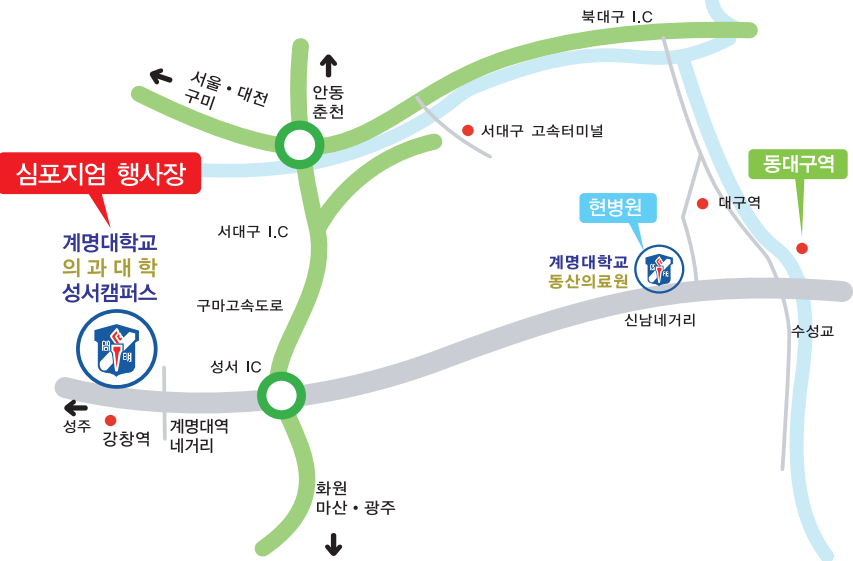 북대구 I.C
서울・대전
구미
안동
춘천
서대구 고속터미널
심포지엄 행사장
동대구역
현병원
대구역
서대구 I.C
계명대학교
의과대학
성서캠퍼스
계명대학교
동산의료원
구마고속도로
신남네거리
수성교
성서 IC
성주
강창역
계명대역
네거리
화원
마산・광주